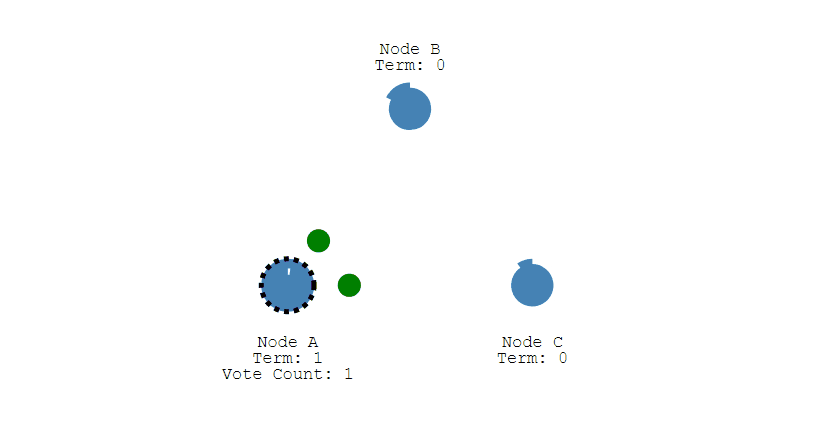 Node B
Term: 0
Node A
Term: 1
Vote Count: 1
Node C
Term: 0